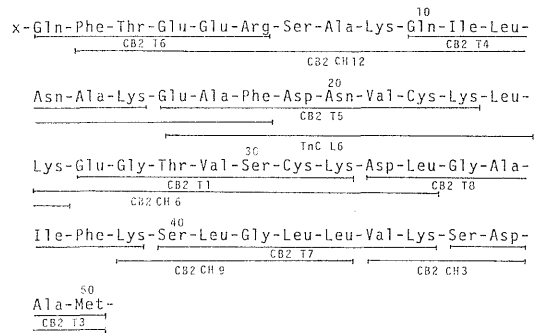 10
x-Gln-Phe-Thr-Glu-Glu-Arg-Ser-Ala-Lys-Gln-Ile-Leu-
CB2 T6 CB2 T4
CB2 CH12
20
Asn-Ala-Lys-Glu-Ala-Phe-Asp-Asn-Val-Cys-Lys-Leu-
CB2 T5
TnC L6
30
Lys-Glu-Gly-Thr-Val-Ser-Cys-Lys-Asp-Leu-Gly-Ala-
CB2 T1 CB2 T8
CB2 CH6
40
Ile-Phe-Lys-Ser-Leu-Gly-Leu-Leu-Val-Lys-Ser-Asp-
CB2 T7
CB2 CH9 CB2 CH3
50
Ala-Met-
CB2 T3